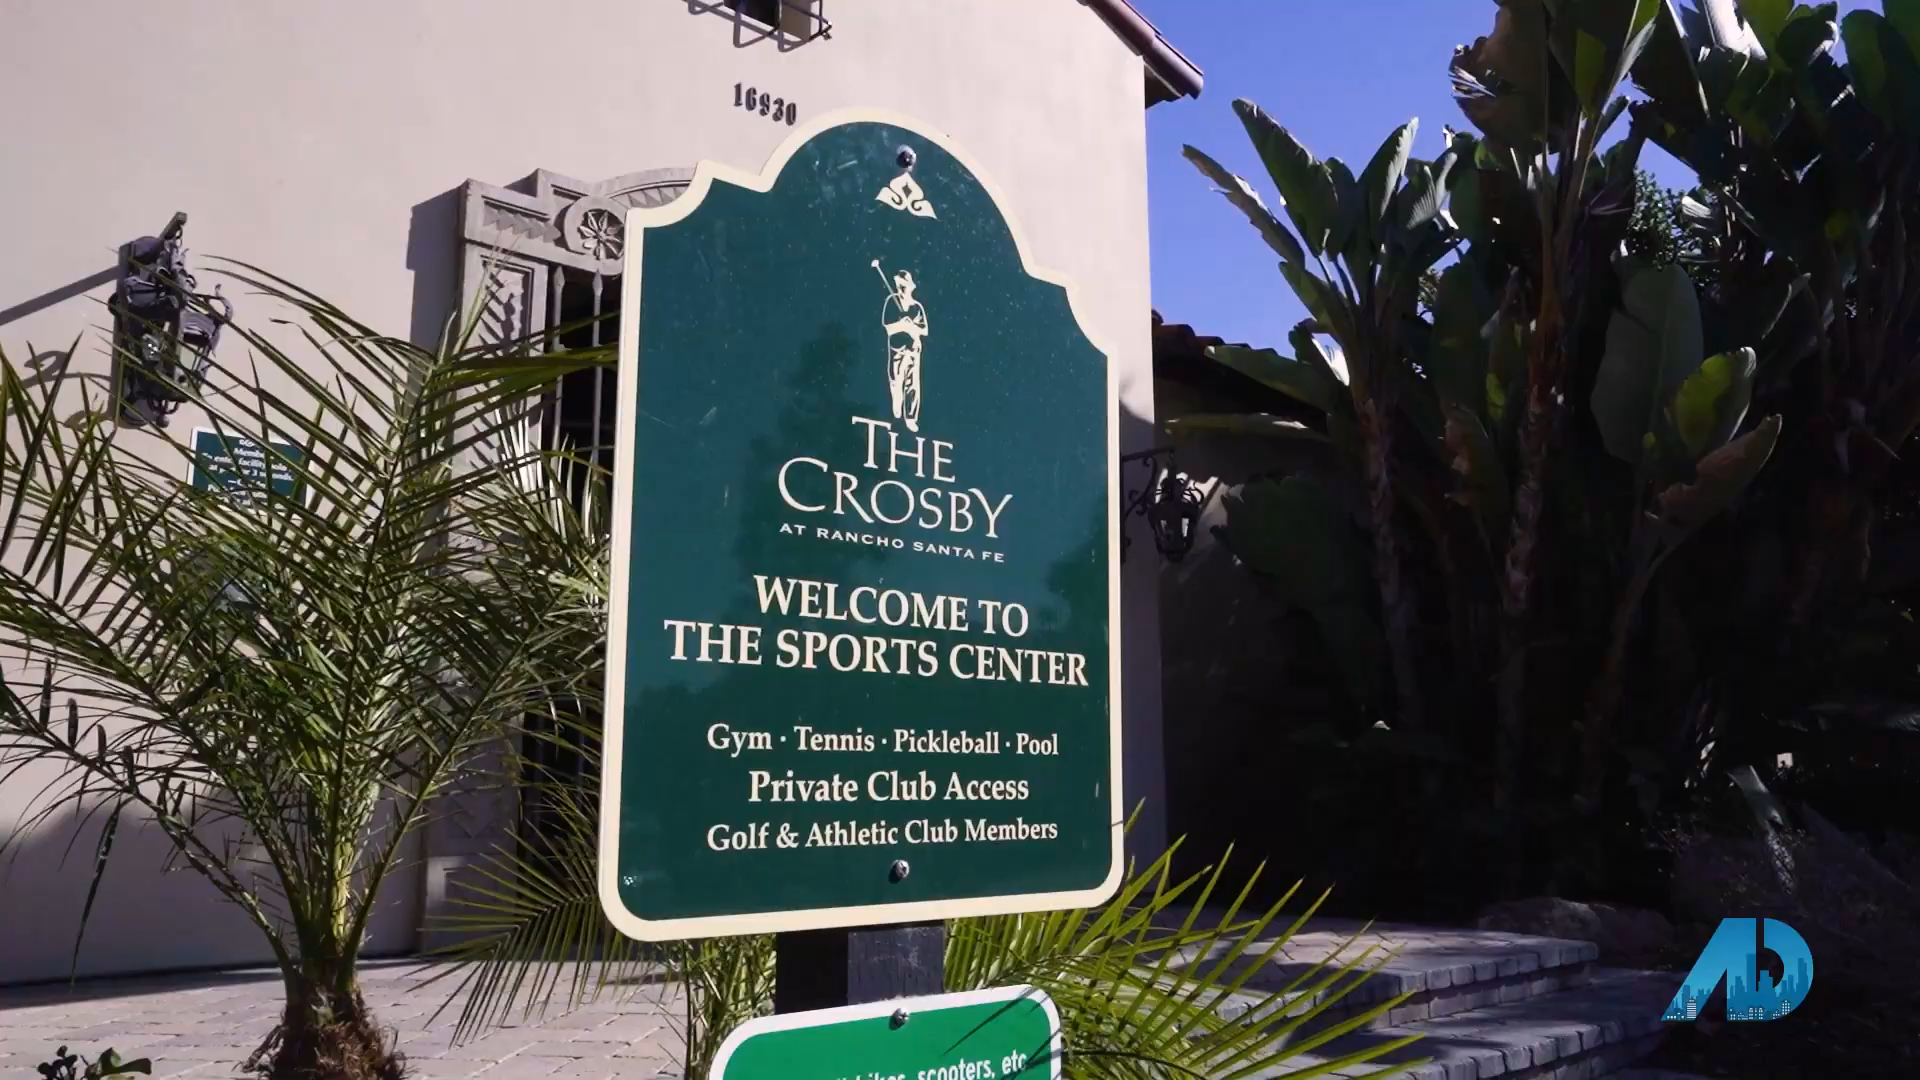 16930
THE
CROSBY
AT RANCHO SANTA FE
WELCOME TO
THE SPORTS CENTER
Gym · Tennis · Pickleball · Pool
Private Club Access
Golf & Athletic Club Members
scooters, etc
AD